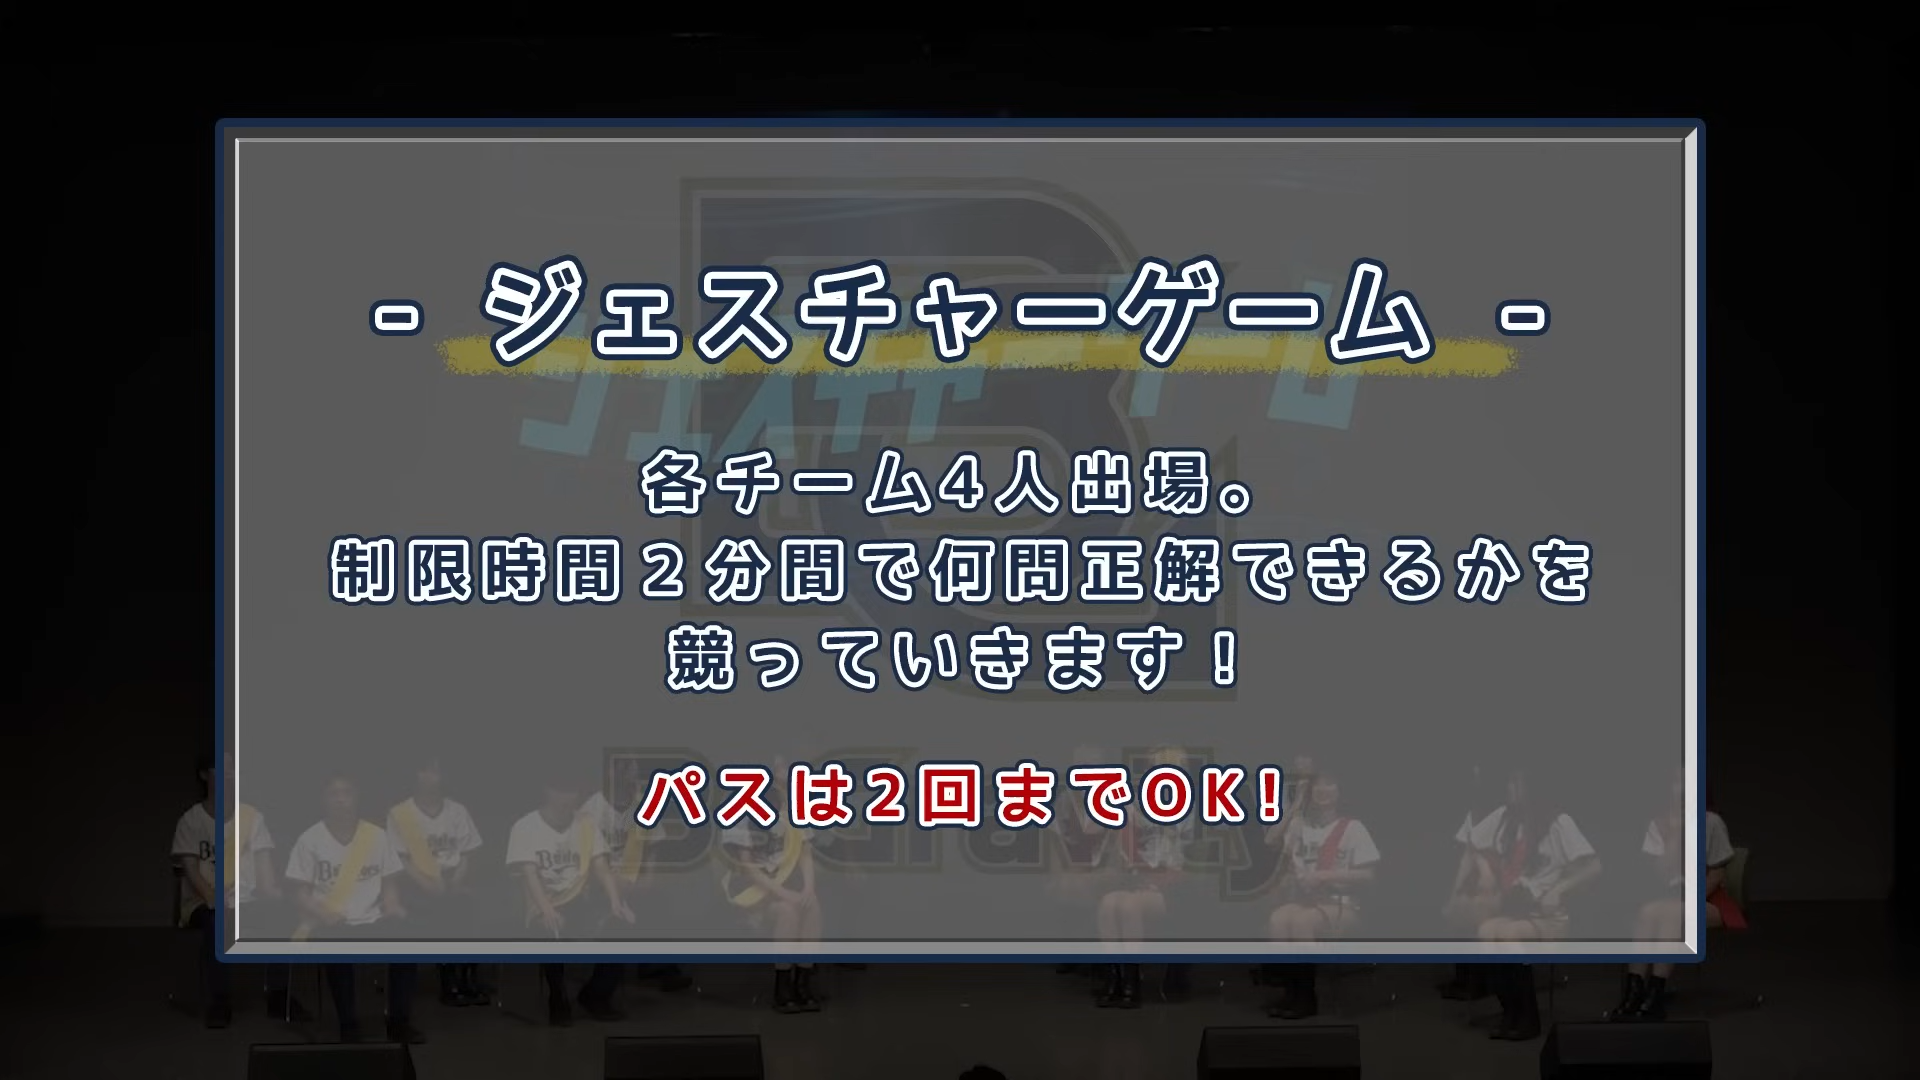 - ジェスチャーゲーム -
各チーム4人出場。
制限時間２分間で何問正解できるかを
競っていきます！
パスは2回までOK!
BuGravity